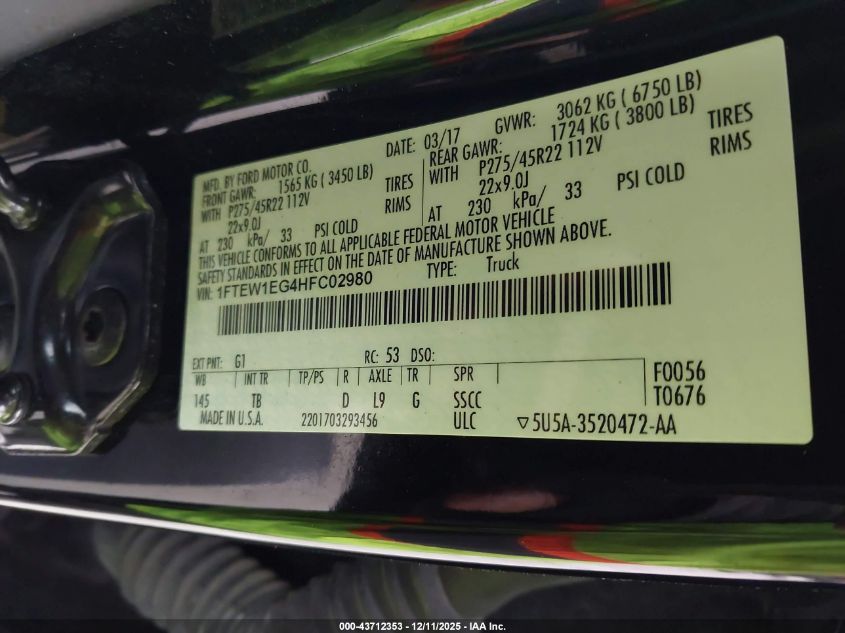 MFD. BY FORD MOTOR CO.
DATE: 03/17 GVWR: 3062 KG ( 6750 LB)
FRONT GAWR: 1565 KG ( 3450 LB)
REAR GAWR: 1724 KG ( 3800 LB)
WITH P275/45R22 112V TIRES
WITH P275/45R22 112V TIRES
22x9.0J RIMS
22x9.0J RIMS
AT 230 kPa/ 33 PSI COLD
AT 230 kPa/ 33 PSI COLD
THIS VEHICLE CONFORMS TO ALL APPLICABLE FEDERAL MOTOR VEHICLE
SAFETY STANDARDS IN EFFECT ON THE DATE OF MANUFACTURE SHOWN ABOVE.
VIN: 1FTEW1EG4HFC02980 TYPE: Truck
EXT PNT: G1 RC: 53 DSO:
WB INT TR TP/PS R AXLE TR SPR F0056
145 TB D L9 G SSCC T0676
MADE IN U.S.A. 2201703293456 ULC ▽5U5A-3520472-AA
000-43712353 - 12/11/2025 - IAA Inc.